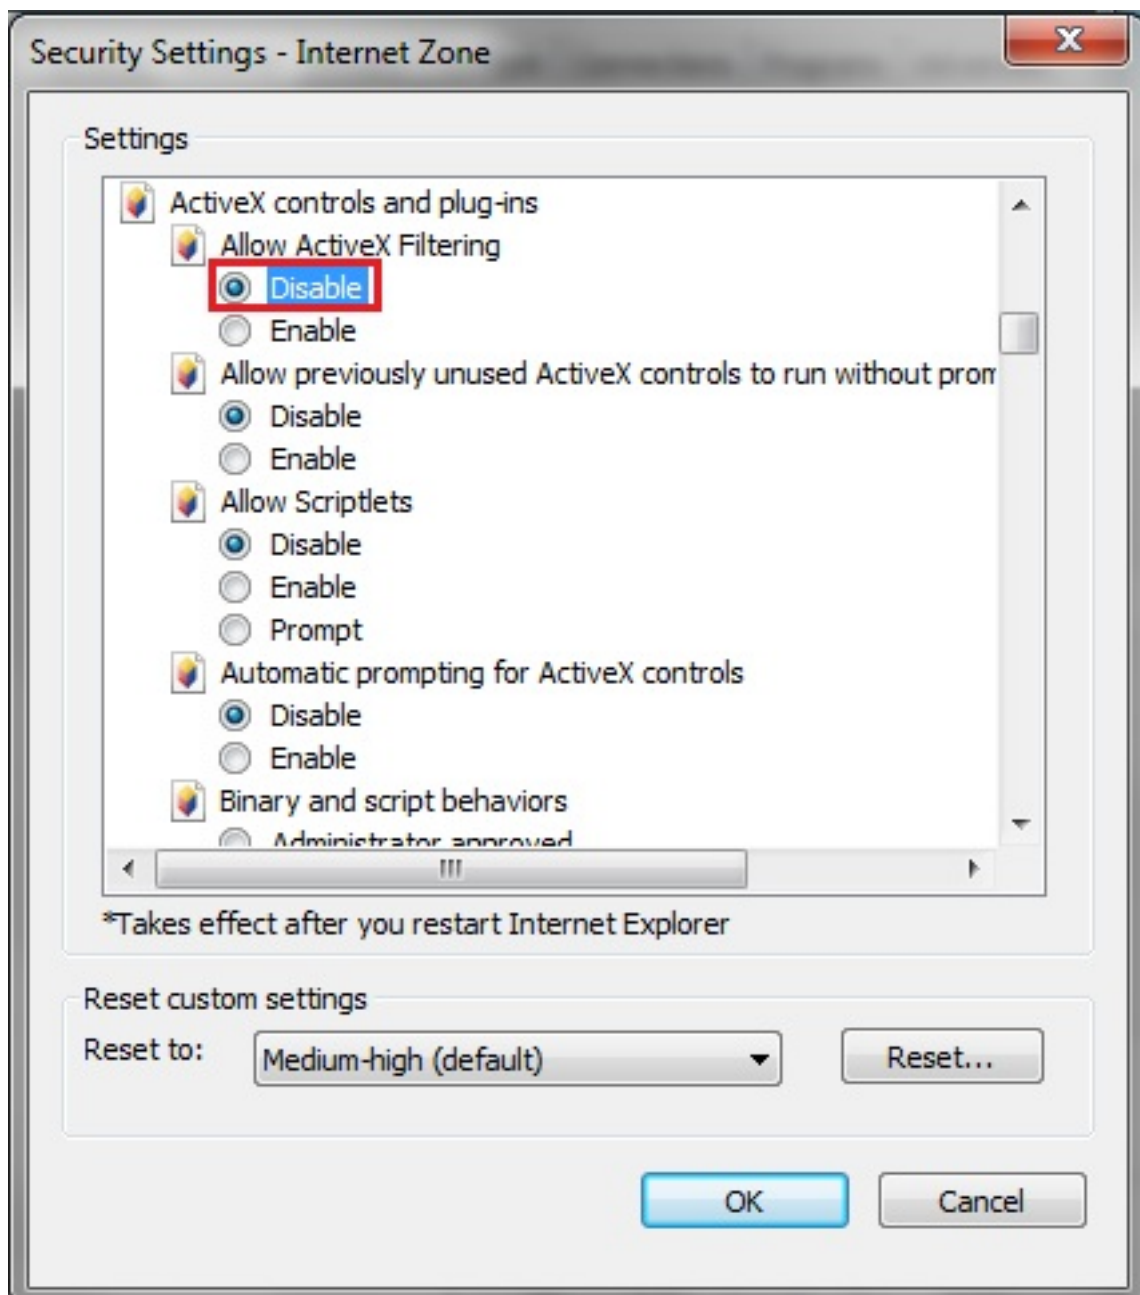 Security Settings - Internet Zone
Settings
ActiveX controls and plug-ins
Allow ActiveX Filtering
Disable
Enable
Allow previously unused ActiveX controls to run without prom
Disable
Enable
Allow Scriptlets
Disable
Enable
Prompt
Automatic prompting for ActiveX controls
Disable
Enable
Binary and script behaviors
Administrator approved
*Takes effect after you restart Internet Explorer
Reset custom settings
Reset to:
Medium-high (default)
Reset...
OK
Cancel